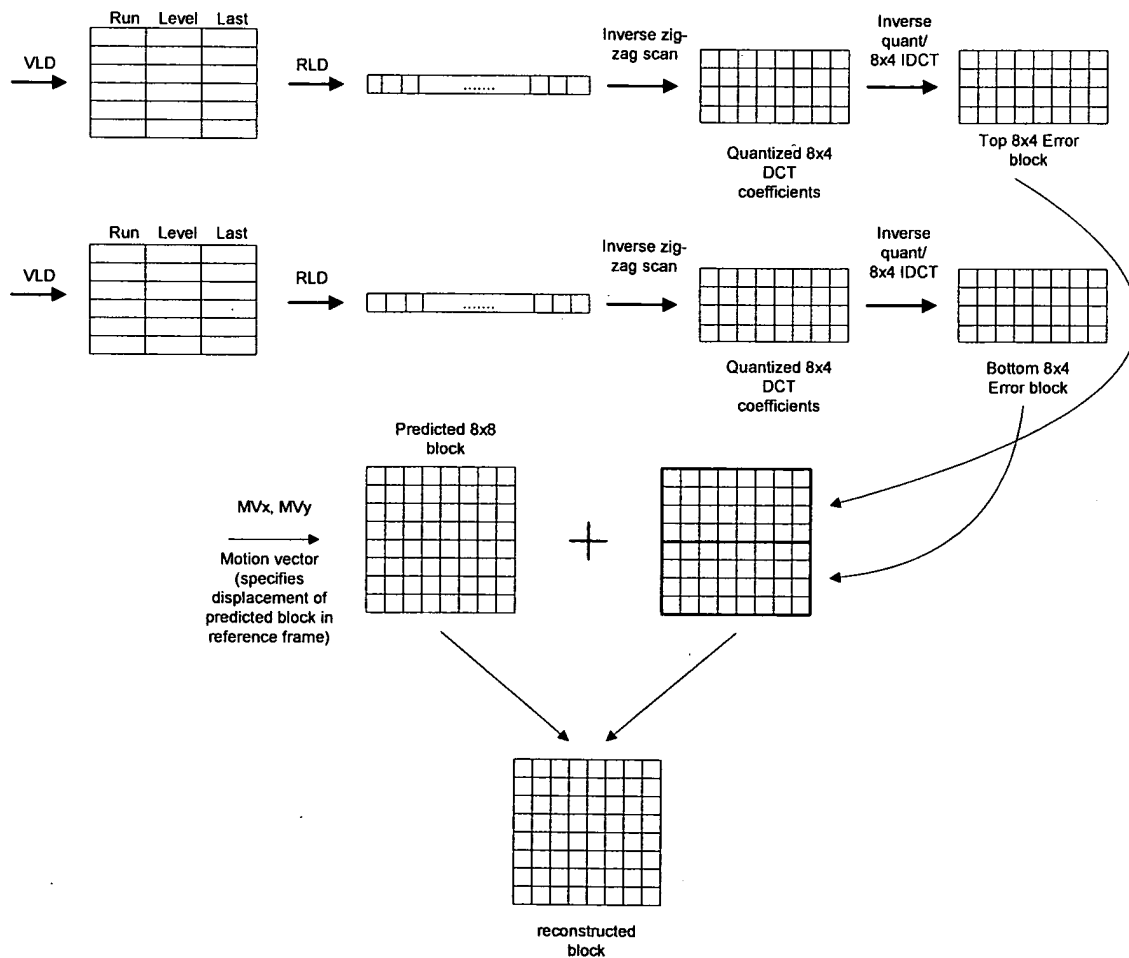 Run Level Last
VLD
RLD
.......
Inverse zig-
zag scan
Inverse
quant/
8x4 IDCT
Quantized 8x4
DCT
coefficients
Top 8x4 Error
block
Run Level Last
VLD
RLD
.......
Inverse zig-
zag scan
Inverse
quant/
8x4 IDCT
Quantized 8x4
DCT
coefficients
Bottom 8x4
Error block
Predicted 8x8
block
MVx, MVy
Motion vector
(specifies
displacement of
predicted block in
reference frame)
+
reconstructed
block